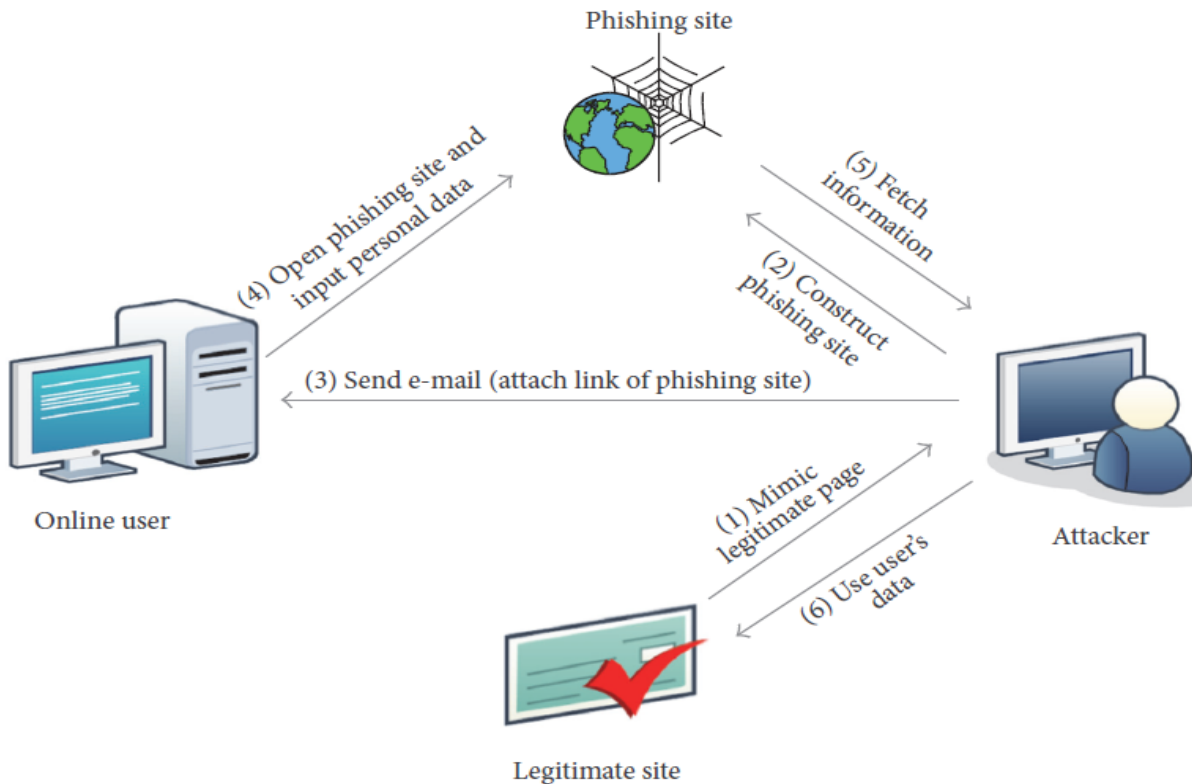 Phishing site
(4) Open phishing site and
input personal data
(5) Fetch
information
(2) Construct
phishing site
(3) Send e-mail (attach link of phishing site)
Online user
(1) Mimic
legitimate page
(6) Use user's
data
Attacker
Legitimate site